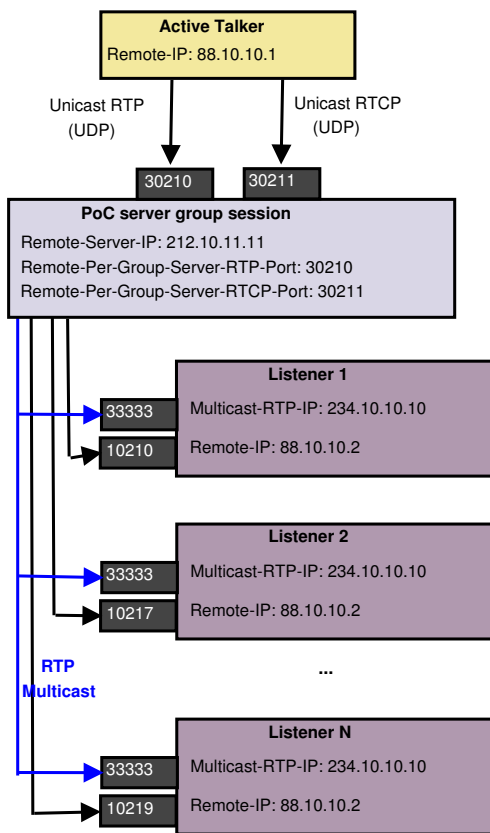 Active Talker
Remote-IP: 88.10.10.1
Unicast RTP
(UDP)
Unicast RTCP
(UDP)
30210
30211
PoC server group session
Remote-Server-IP: 212.10.11.11
Remote-Per-Group-Server-RTP-Port: 30210
Remote-Per-Group-Server-RTCP-Port: 30211
Listener 1
33333
Multicast-RTP-IP: 234.10.10.10
10210
Remote-IP: 88.10.10.2
Listener 2
33333
Multicast-RTP-IP: 234.10.10.10
10217
Remote-IP: 88.10.10.2
RTP
Multicast
...
Listener N
33333
Multicast-RTP-IP: 234.10.10.10
10219
Remote-IP: 88.10.10.2